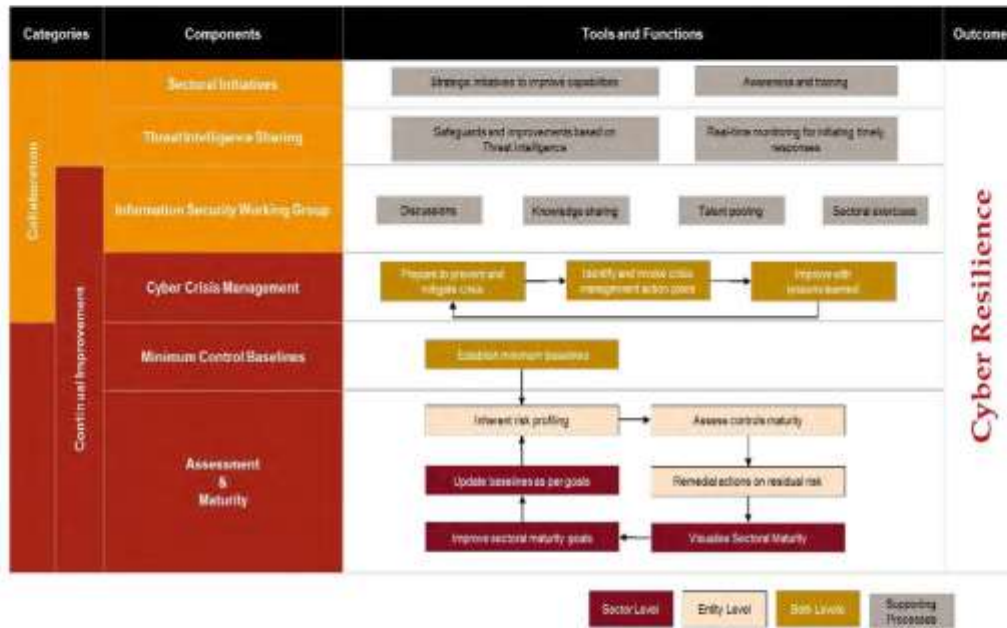 Categories
Components
Tools and Functions
Outcome
Collaboration
Continual Improvement
Sectoral Initiatives
Strategic initiatives to improve capabilities
Awareness and training
Threat Intelligence Sharing
Safeguards and improvements based on
Threat Intelligence
Real-time monitoring for initiating timely
responses
Information Security Working Group
Discussions
Knowledge sharing
Talent pooling
Sectoral exercises
Cyber Crisis Management
Prepare to prevent and
mitigate crisis
Identify and invoke crisis
management action plans
Improve with
lessons learned
Minimum Control Baselines
Establish minimum baselines
Assessment
&
Maturity
Inherent risk profiling
Assess controls maturity
Update baselines as per goals
Remedial actions on residual risk
Improve sectoral maturity goals
Visualise Sectoral Maturity
Cyber Resilience
Sector Level
Entity Level
Both Levels
Supporting
Processes